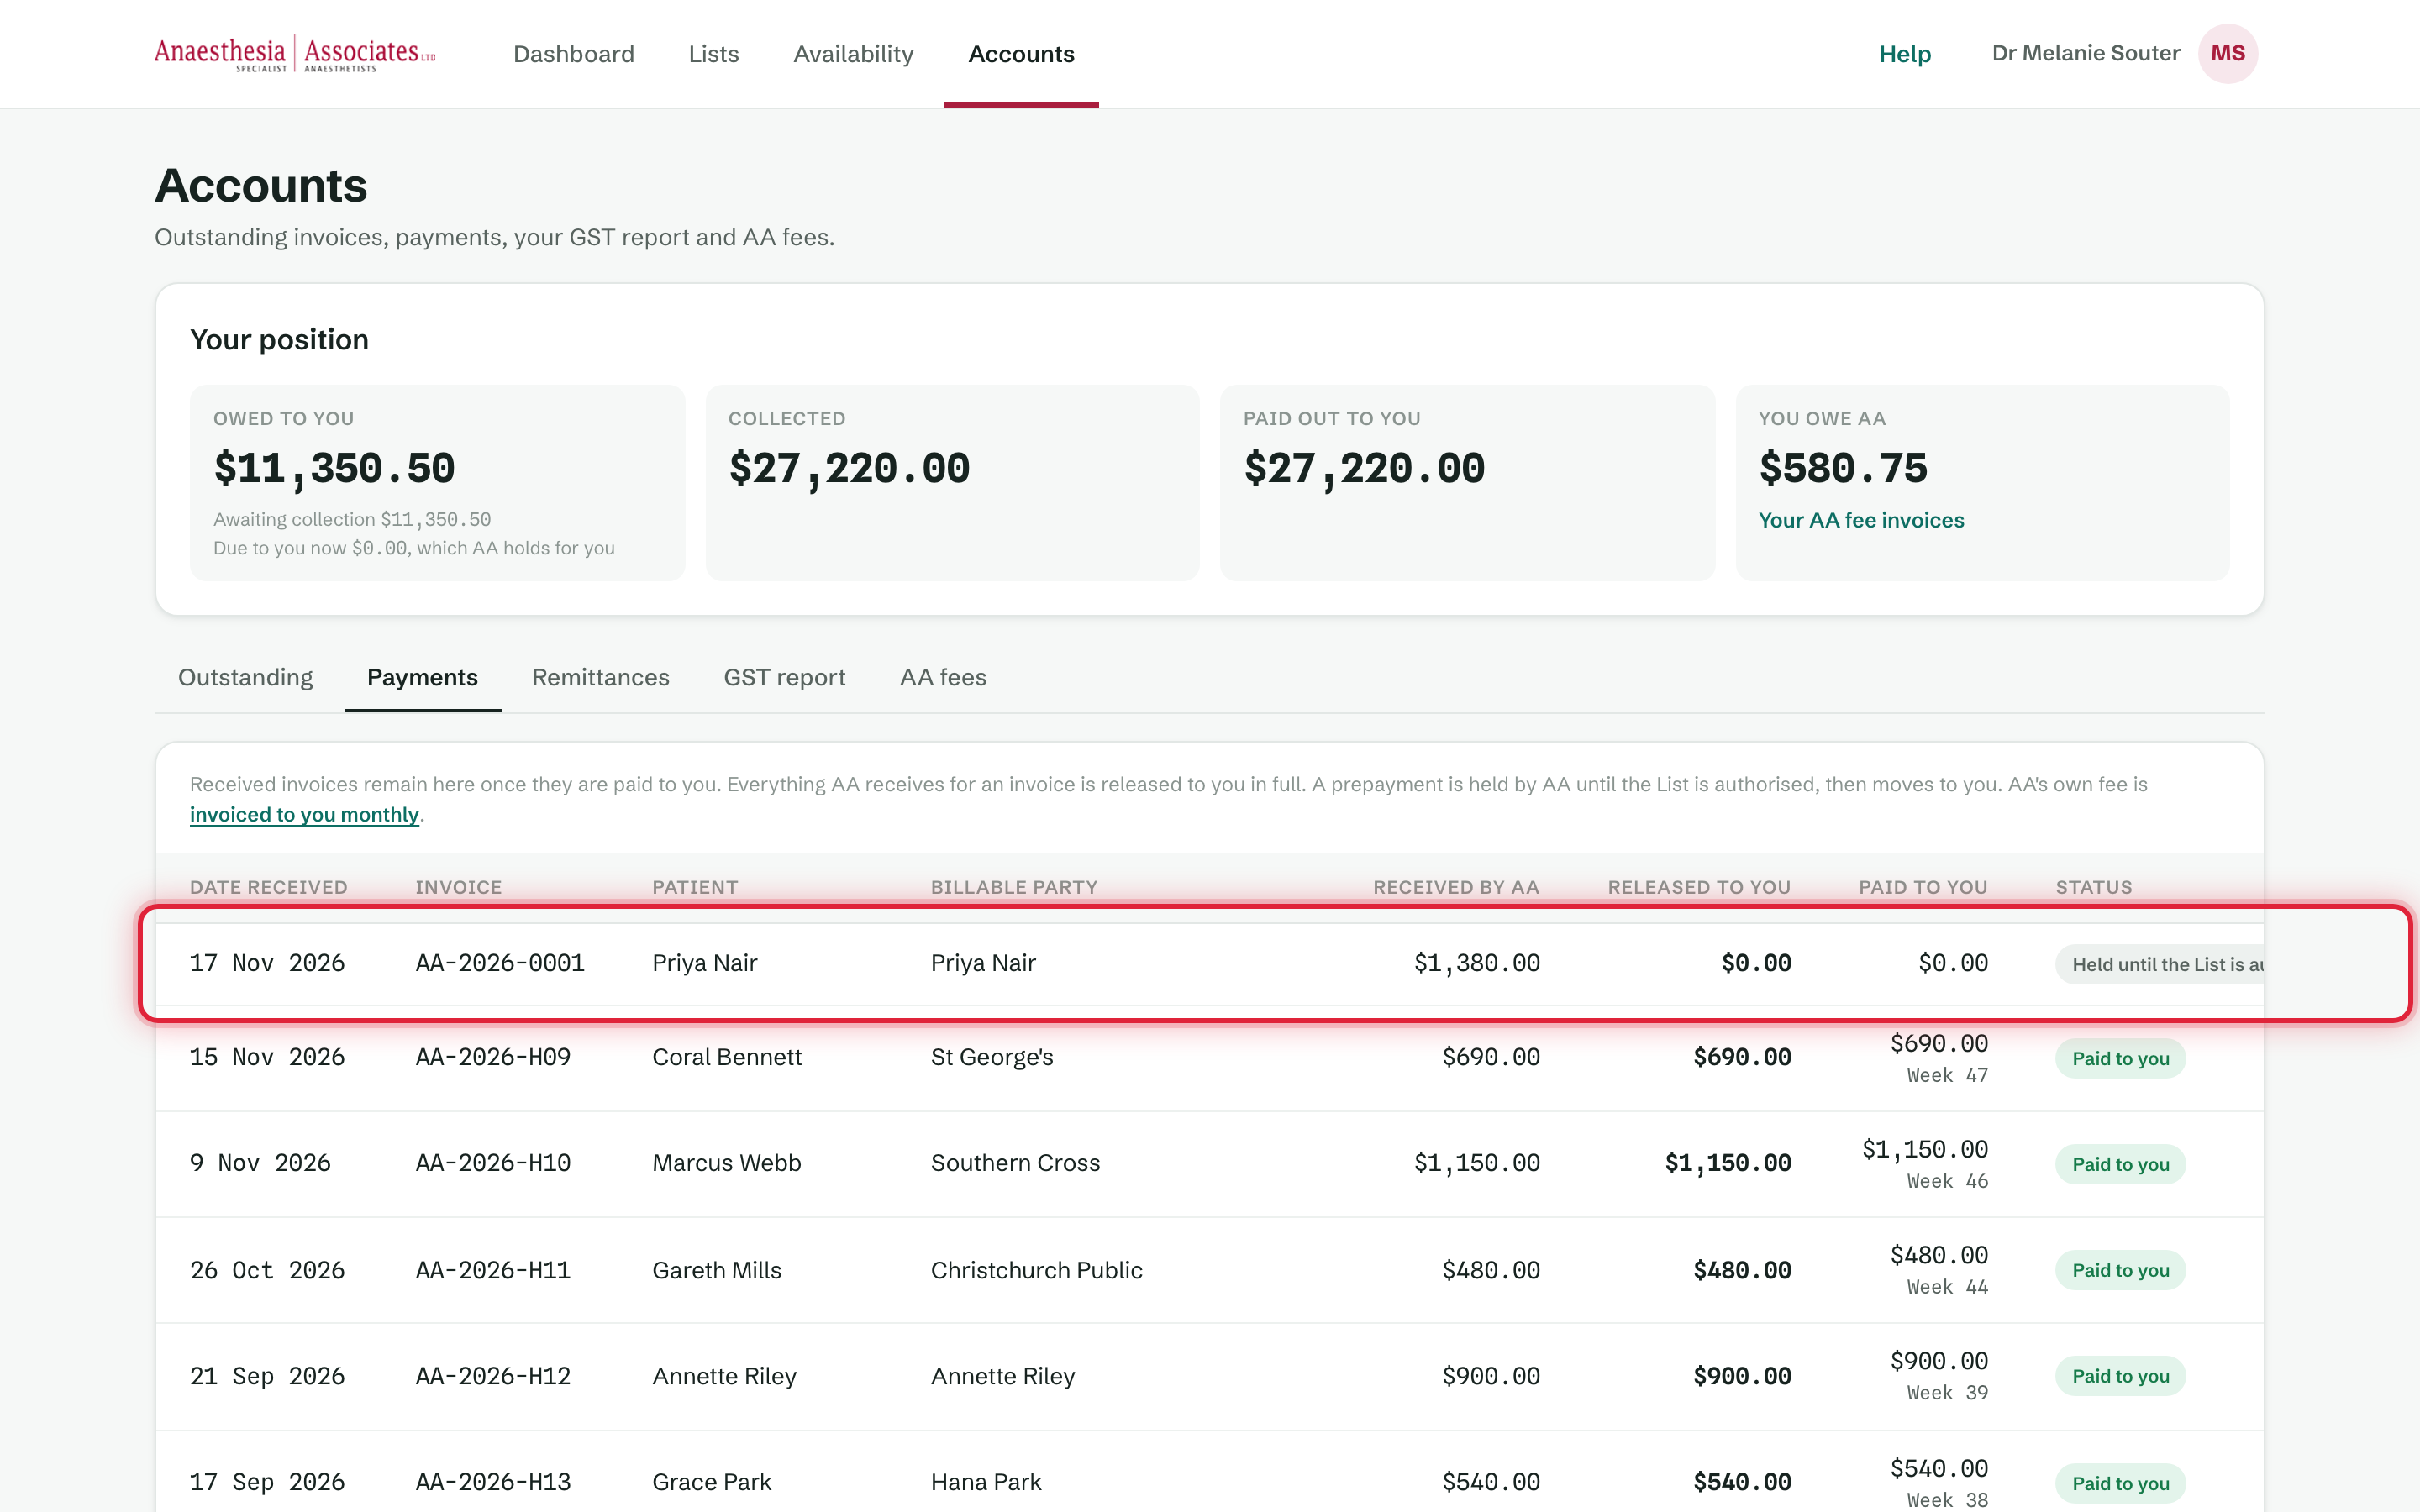 Anaesthesia Associates LTD
SPECIALIST ANAESTHETISTS
Dashboard Lists Availability Accounts Help Dr Melanie Souter MS
Accounts
Outstanding invoices, payments, your GST report and AA fees.
Your position
OWED TO YOU
$11,350.50
Awaiting collection $11,350.50
Due to you now $0.00, which AA holds for you
COLLECTED
$27,220.00
PAID OUT TO YOU
$27,220.00
YOU OWE AA
$580.75
Your AA fee invoices
Outstanding Payments Remittances GST report AA fees
Received invoices remain here once they are paid to you. Everything AA receives for an invoice is released to you in full. A prepayment is held by AA until the List is authorised, then moves to you. AA's own fee is
invoiced to you monthly.
DATE RECEIVED INVOICE PATIENT BILLABLE PARTY RECEIVED BY AA RELEASED TO YOU PAID TO YOU STATUS
17 Nov 2026 AA-2026-0001 Priya Nair Priya Nair $1,380.00 $0.00 $0.00 Held until the List is
15 Nov 2026 AA-2026-H09 Coral Bennett St George's $690.00 $690.00 $690.00 Paid to you
Week 47
9 Nov 2026 AA-2026-H10 Marcus Webb Southern Cross $1,150.00 $1,150.00 $1,150.00 Paid to you
Week 46
26 Oct 2026 AA-2026-H11 Gareth Mills Christchurch Public $480.00 $480.00 $480.00 Paid to you
Week 44
21 Sep 2026 AA-2026-H12 Annette Riley Annette Riley $900.00 $900.00 $900.00 Paid to you
Week 39
17 Sep 2026 AA-2026-H13 Grace Park Hana Park $540.00 $540.00 $540.00 Paid to you
Week 38